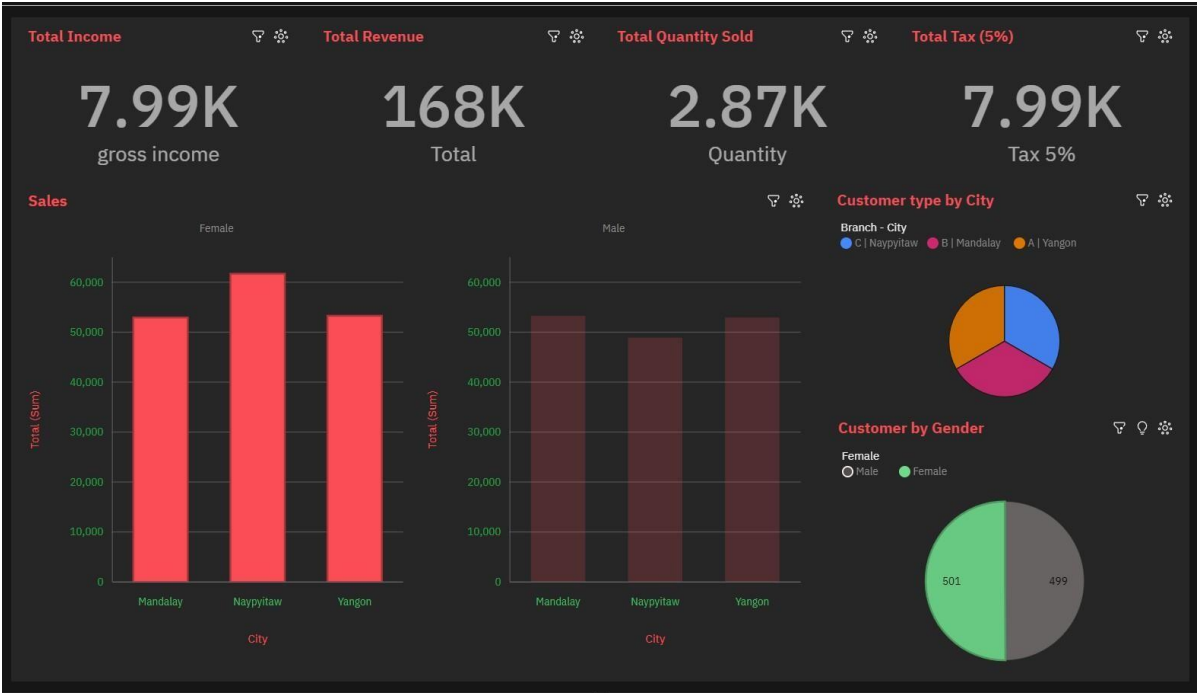 Total Income
Total Revenue
Total Quantity Sold
Total Tax (5%)
7.99K
gross income
168K
Total
2.87K
Quantity
7.99K
Tax 5%
Sales
Female
Male
Total (Sum)
60,000
50,000
40,000
30,000
20,000
10,000
0
Mandalay
Naypyitaw
Yangon
City
Total (Sum)
60,000
50,000
40,000
30,000
20,000
10,000
0
Mandalay
Naypyitaw
Yangon
City
Customer type by City
Branch - City
C | Naypyitaw
B | Mandalay
A | Yangon
Customer by Gender
Female
Male
Female
501
499